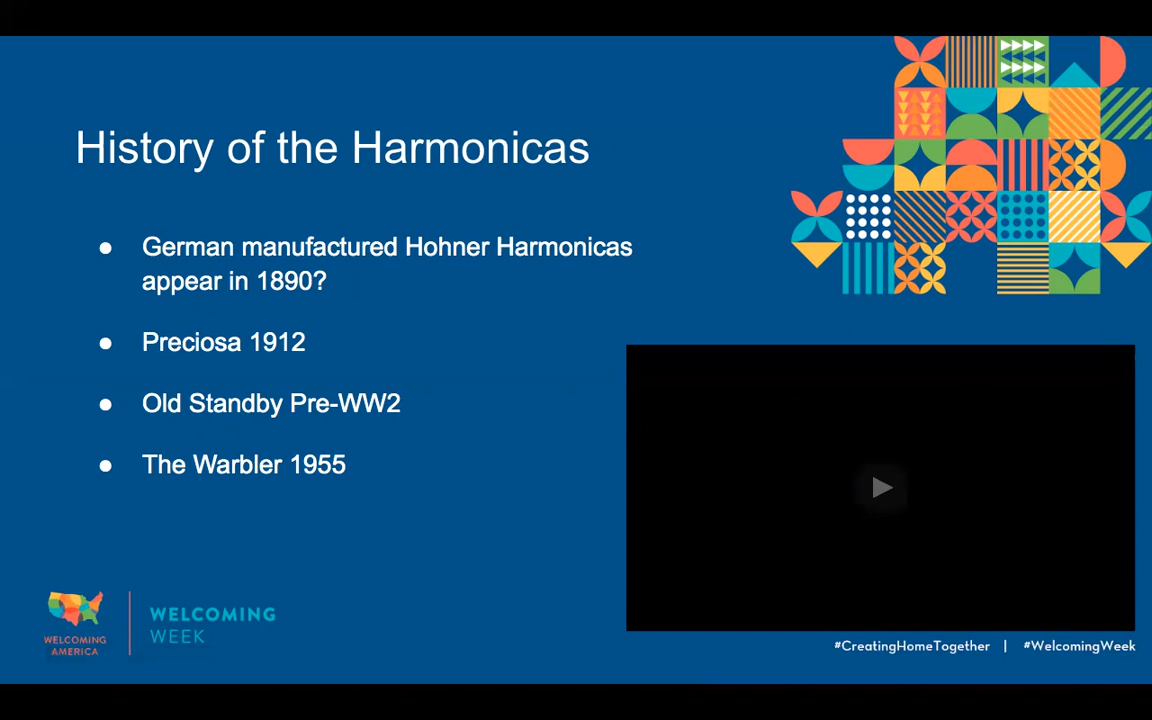 History of the Harmonicas
● German manufactured Hohner Harmonicas
appear in 1890?
● Preciosa 1912
● Old Standby Pre-WW2
● The Warbler 1955
WELCOMING
AMERICA
WELCOMING
WEEK
#CreatingHomeTogether | #WelcomingWeek